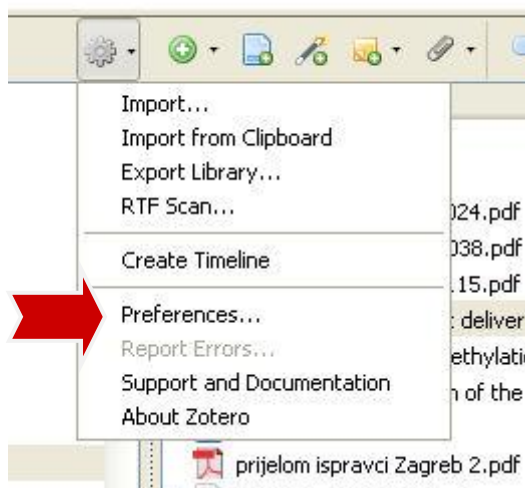 Import...
Import from Clipboard
Export Library...
RTF Scan...
024.pdf
038.pdf
Create Timeline
15.pdf
Preferences...
t deliver
Report Errors...
Support and Documentation
n of the
About Zotero
prijelom ispravci Zagreb 2.pdf